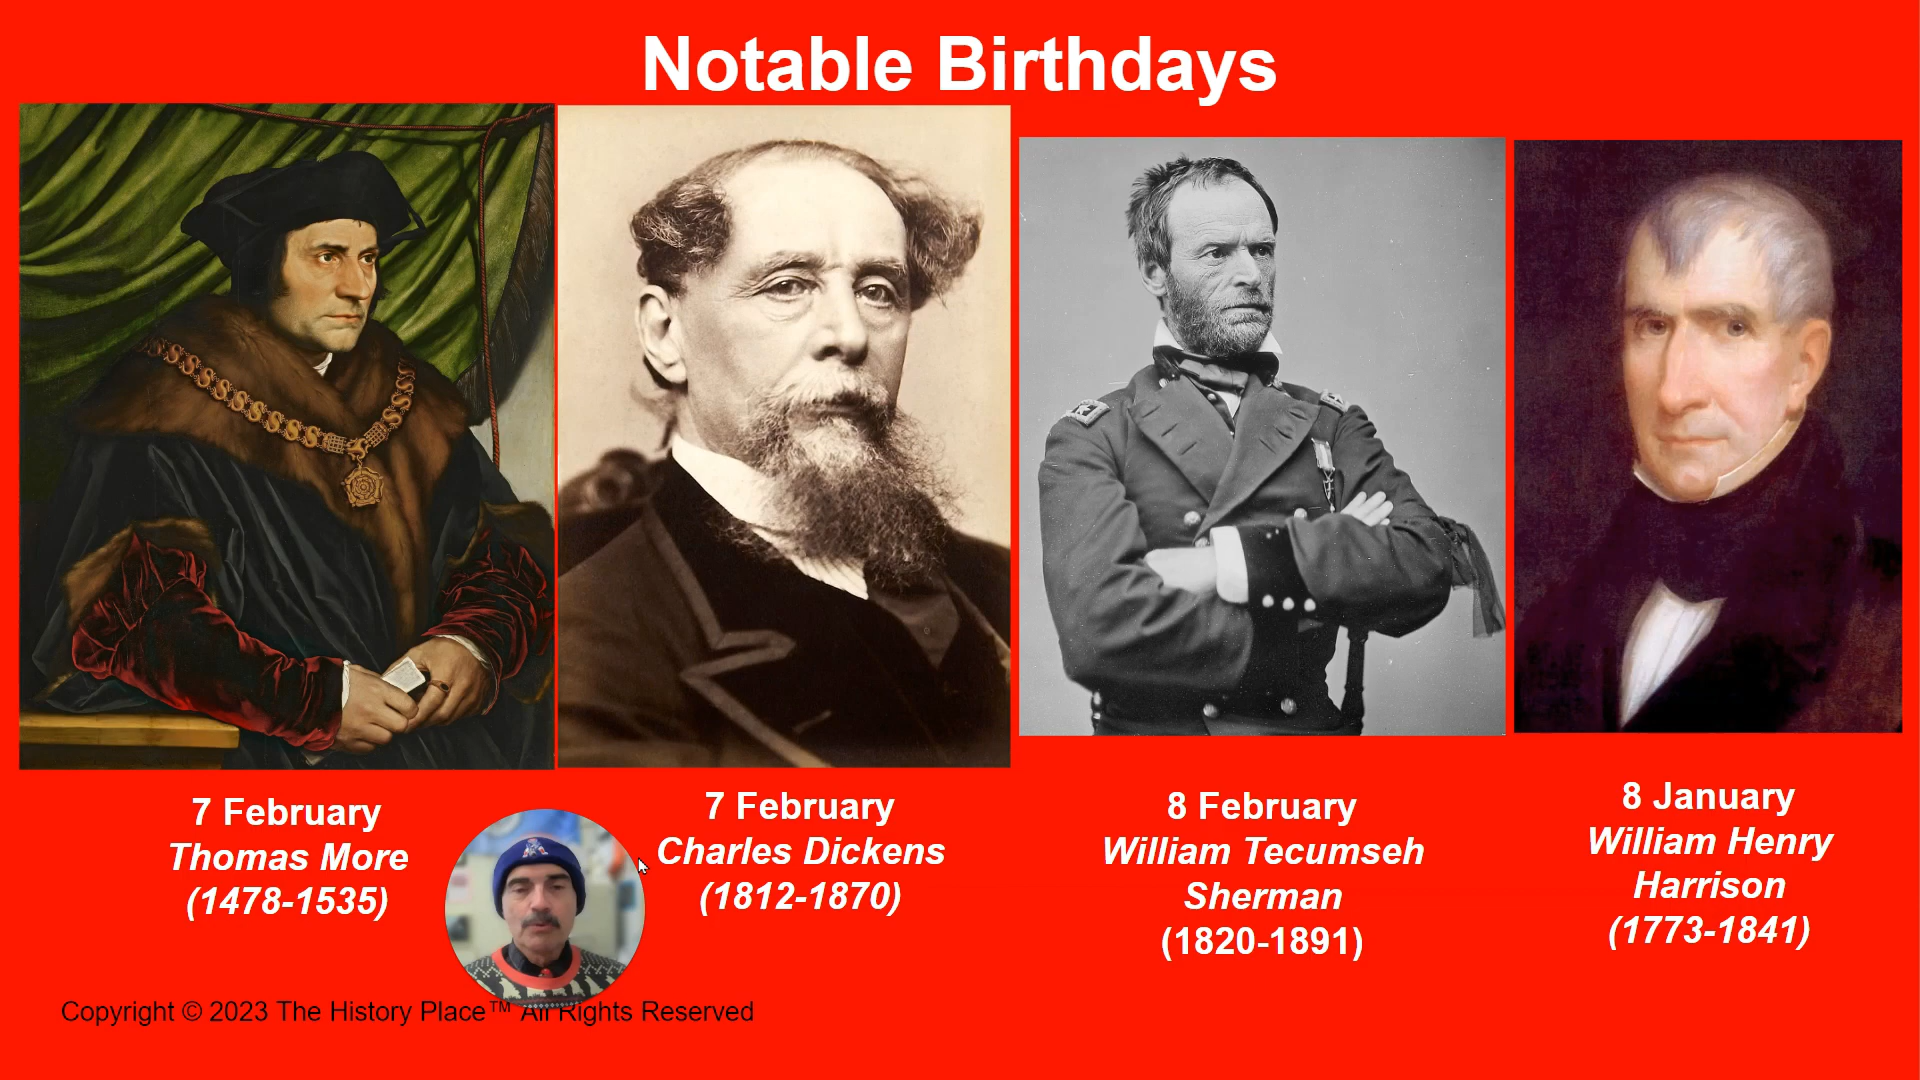 Notable Birthdays
7 February
Thomas More
(1478-1535)
7 February
Charles Dickens
(1812-1870)
8 February
William Tecumseh
Sherman
(1820-1891)
8 January
William Henry
Harrison
(1773-1841)
Copyright © 2023 The History Place™ All Rights Reserved